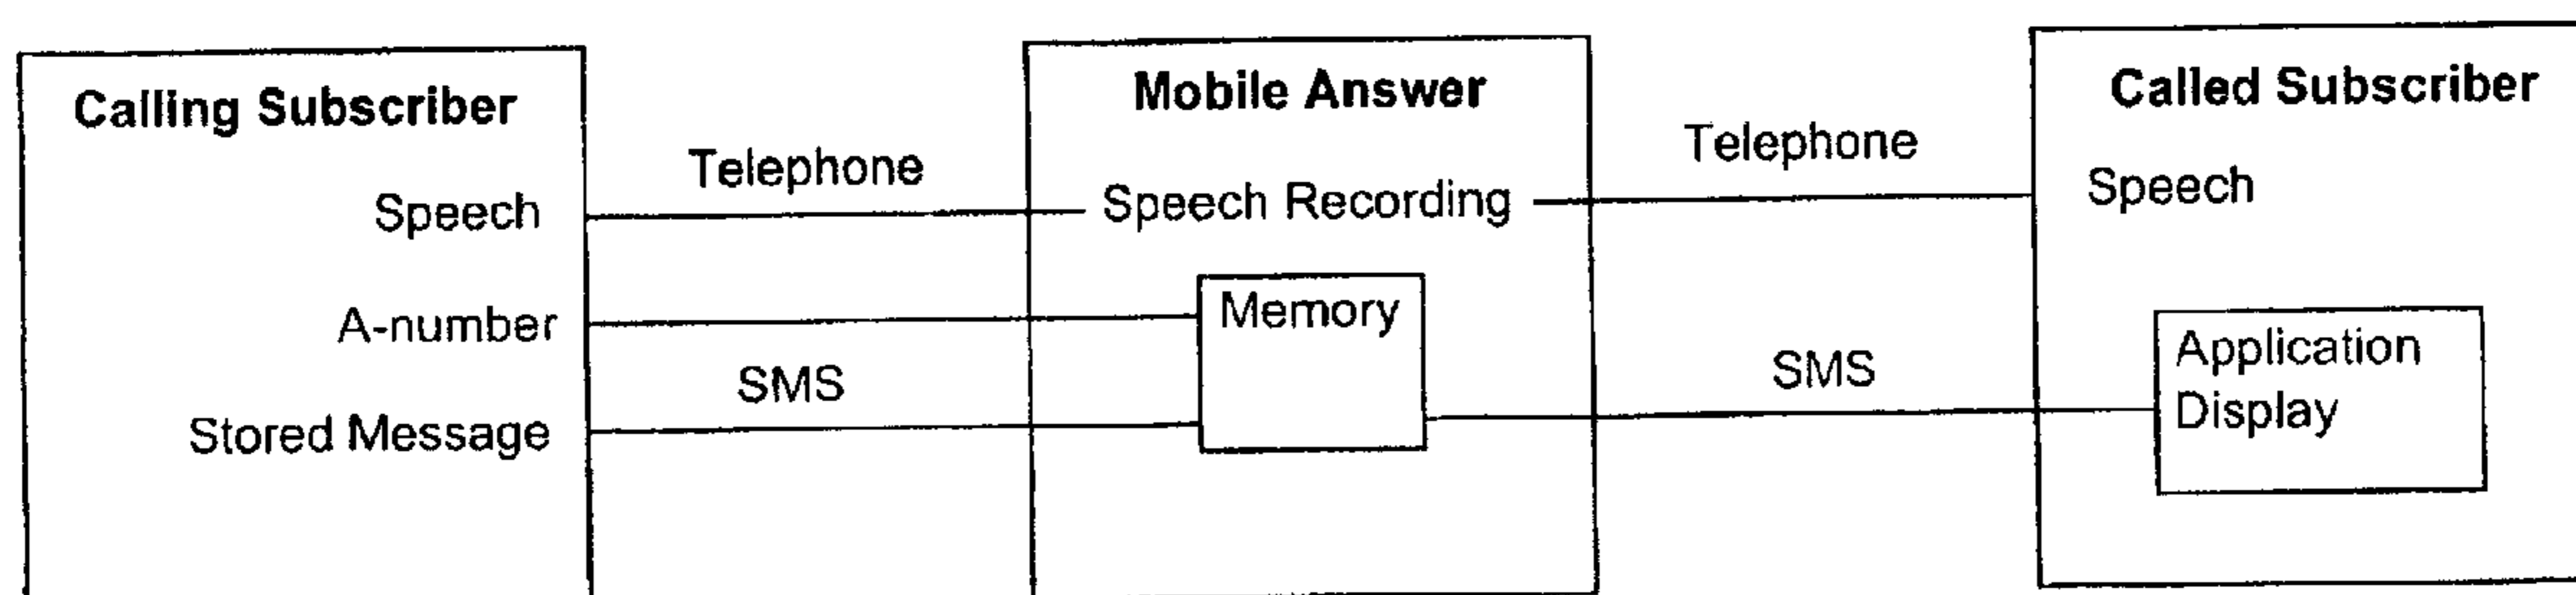 Calling Subscriber
Speech
A-number
Stored Message
Telephone
SMS
Mobile Answer
Speech Recording
Memory
Telephone
SMS
Called Subscriber
Speech
Application
Display